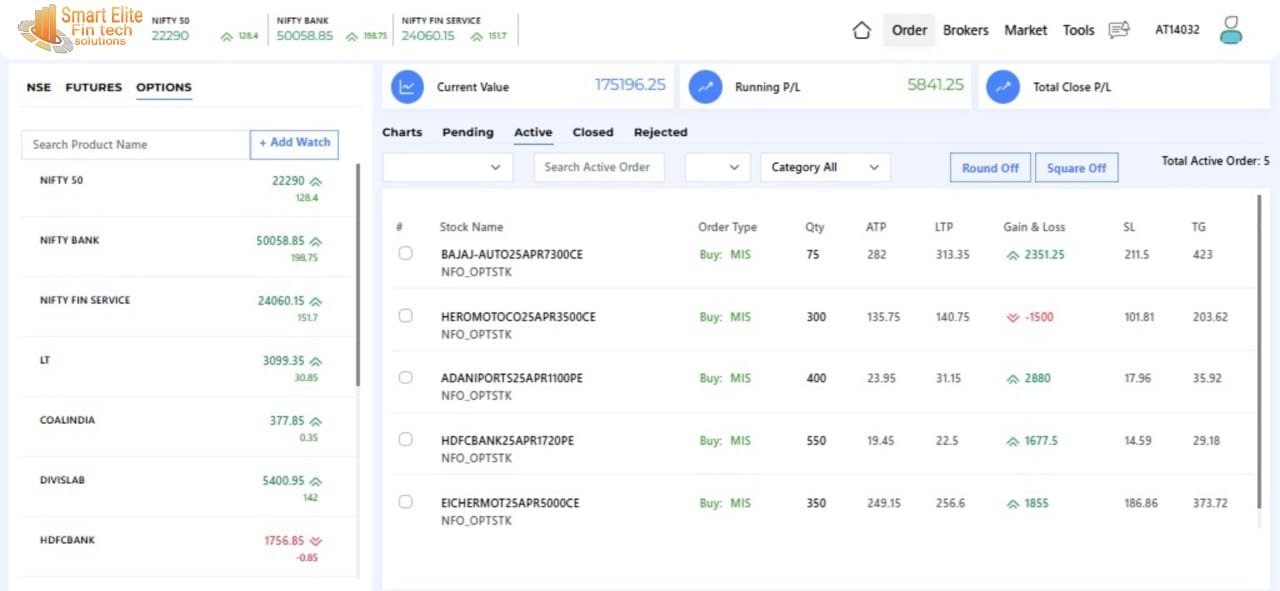 Smart Elite
Fin tech
solutions
NIFTY 50
22290 128.4
NIFTY BANK
50058.85 198.75
NIFTY FIN SERVICE
24060.15 151.7
Order Brokers Market Tools AT14032
NSE FUTURES OPTIONS
Search Product Name + Add Watch
NIFTY 50 22290
128.4
NIFTY BANK 50058.85
198.75
NIFTY FIN SERVICE 24060.15
151.7
LT 3099.35
30.85
COALINDIA 377.85
0.35
DIVISLAB 5400.95
142
HDFCBANK 1756.85
-0.85
Current Value 175196.25
Running P/L 5841.25
Total Close P/L
Charts Pending Active Closed Rejected
Search Active Order Category All Round Off Square Off Total Active Order: 5
# Stock Name Order Type Qty ATP LTP Gain & Loss SL TG
BAJAJ-AUTO25APR7300CE Buy: MIS 75 282 313.35 2351.25 211.5 423
NFO_OPTSTK
HEROMOTOCO25APR3500CE Buy: MIS 300 135.75 140.75 -1500 101.81 203.62
NFO_OPTSTK
ADANIPORTS25APR1100PE Buy: MIS 400 23.95 31.15 2880 17.96 35.92
NFO_OPTSTK
HDFCBANK25APR1720PE Buy: MIS 550 19.45 22.5 1677.5 14.59 29.18
NFO_OPTSTK
EICHERMOT25APR5000CE Buy: MIS 350 249.15 256.6 1855 186.86 373.72
NFO_OPTSTK